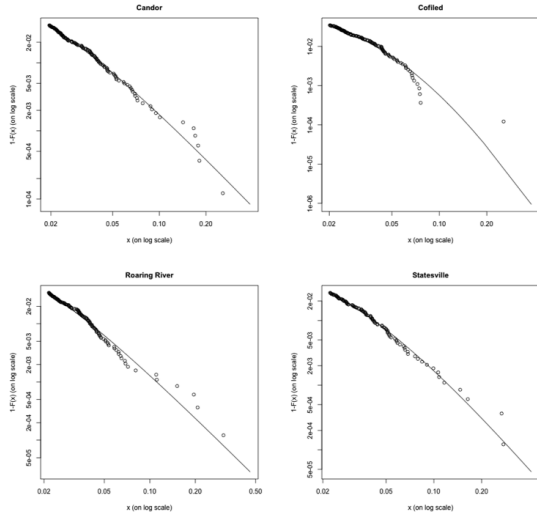 Candor
1-F(x) (on log scale)
2e-02
5e-03
2e-03
5e-04
1e-04
0.02 0.05 0.10 0.20
x (on log scale)
Cofiled
1-F(x) (on log scale)
1e-02
1e-03
1e-04
1e-05
1e-06
0.02 0.05 0.10 0.20
x (on log scale)
Roaring River
1-F(x) (on log scale)
2e-02
5e-03
2e-03
5e-04
2e-04
5e-05
0.02 0.05 0.10 0.20 0.50
x (on log scale)
Statesville
1-F(x) (on log scale)
2e-02
5e-03
2e-03
5e-04
2e-04
5e-05
0.02 0.05 0.10 0.20
x (on log scale)